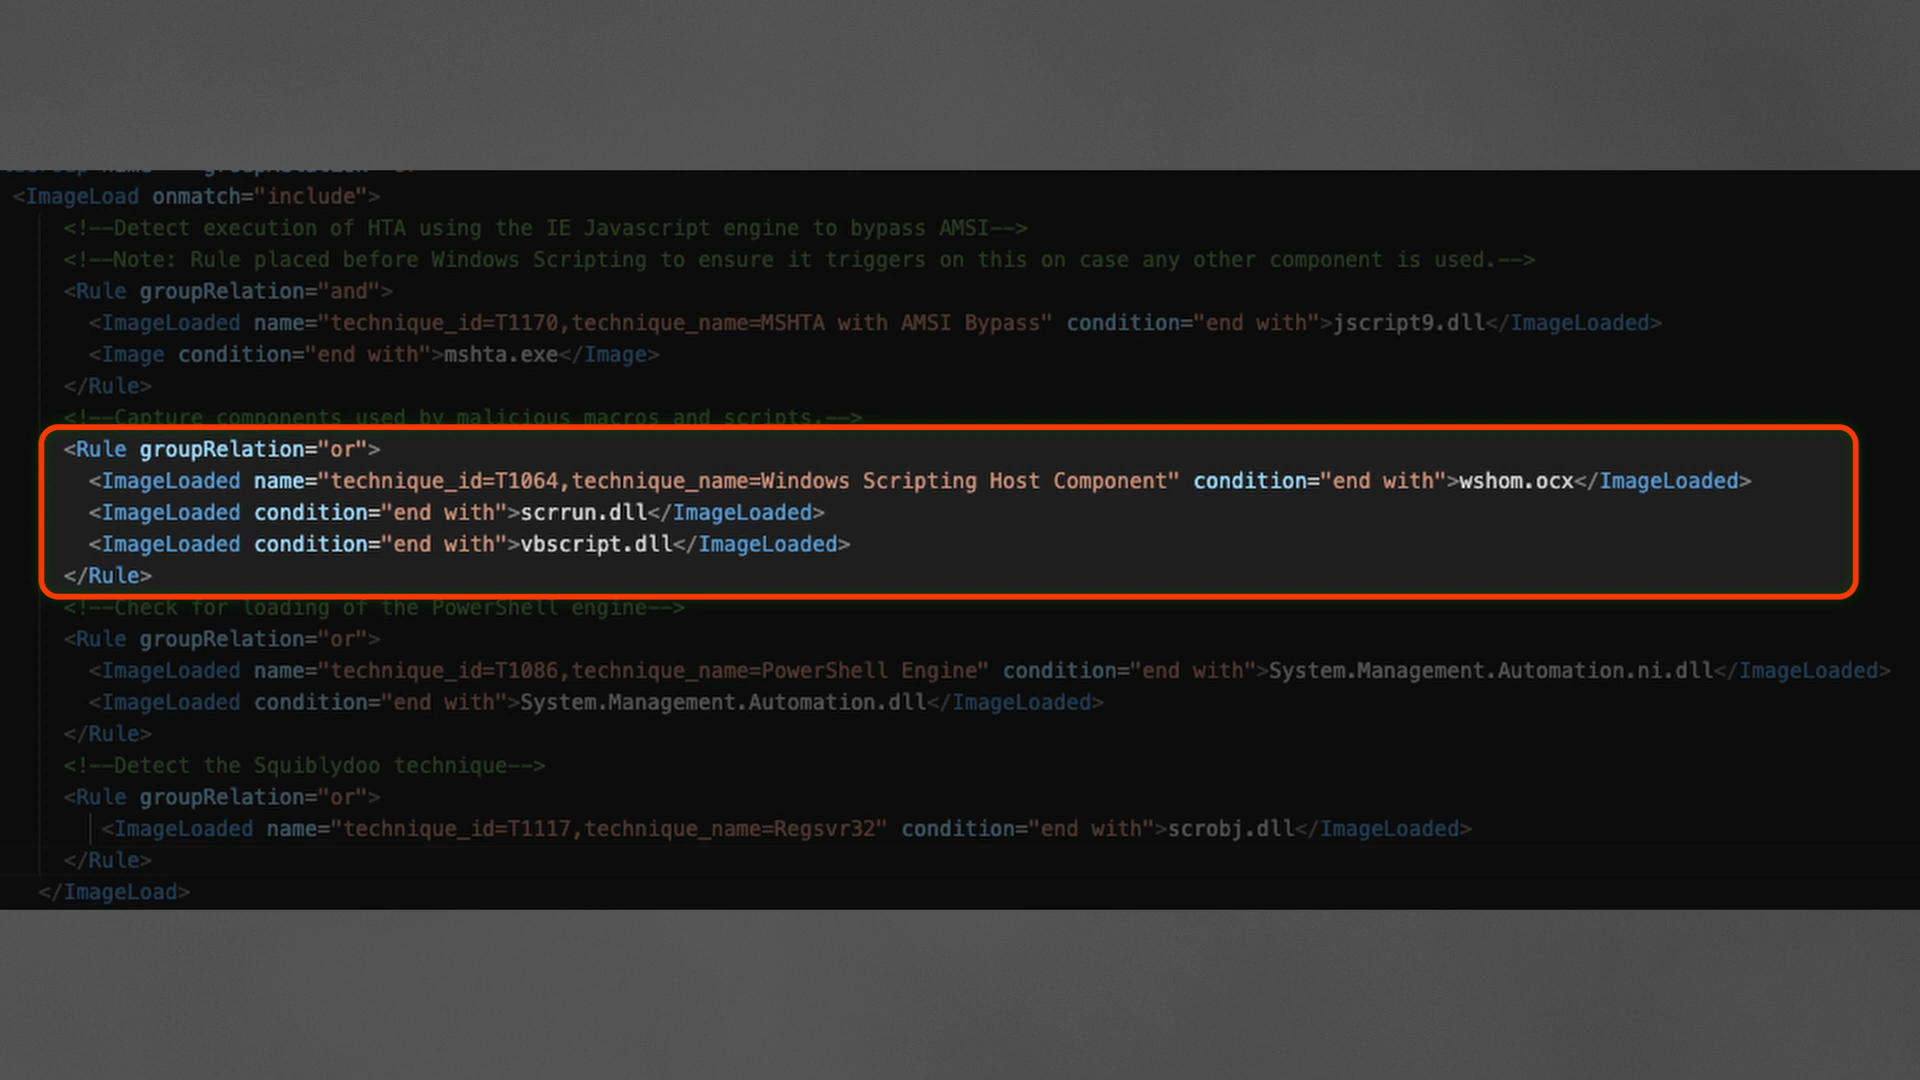 <ImageLoad onmatch="include">
<!--Detect execution of HTA using the IE Javascript engine to bypass AMSI-->
<!--Note: Rule placed before Windows Scripting to ensure it triggers on this on case any other component is used.-->
<Rule groupRelation="and">
<ImageLoaded name="technique_id=T1170,technique_name=MSHTA with AMSI Bypass" condition="end with">jscript9.dll</ImageLoaded>
<Image condition="end with">mshta.exe</Image>
</Rule>
<!--Capture components used by malicious macros and scripts.-->
<Rule groupRelation="or">
<ImageLoaded name="technique_id=T1064,technique_name=Windows Scripting Host Component" condition="end with">wshom.ocx</ImageLoaded>
<ImageLoaded condition="end with">scrrun.dll</ImageLoaded>
<ImageLoaded condition="end with">vbscript.dll</ImageLoaded>
</Rule>
<!--Check for loading of the PowerShell engine-->
<Rule groupRelation="or">
<ImageLoaded name="technique_id=T1086,technique_name=PowerShell Engine" condition="end with">System.Management.Automation.ni.dll</ImageLoaded>
<ImageLoaded condition="end with">System.Management.Automation.dll</ImageLoaded>
</Rule>
<!--Detect the Squiblydoo technique-->
<Rule groupRelation="or">
<ImageLoaded name="technique_id=T1117,technique_name=Regsvr32" condition="end with">scrobj.dll</ImageLoaded>
</Rule>
</ImageLoad>